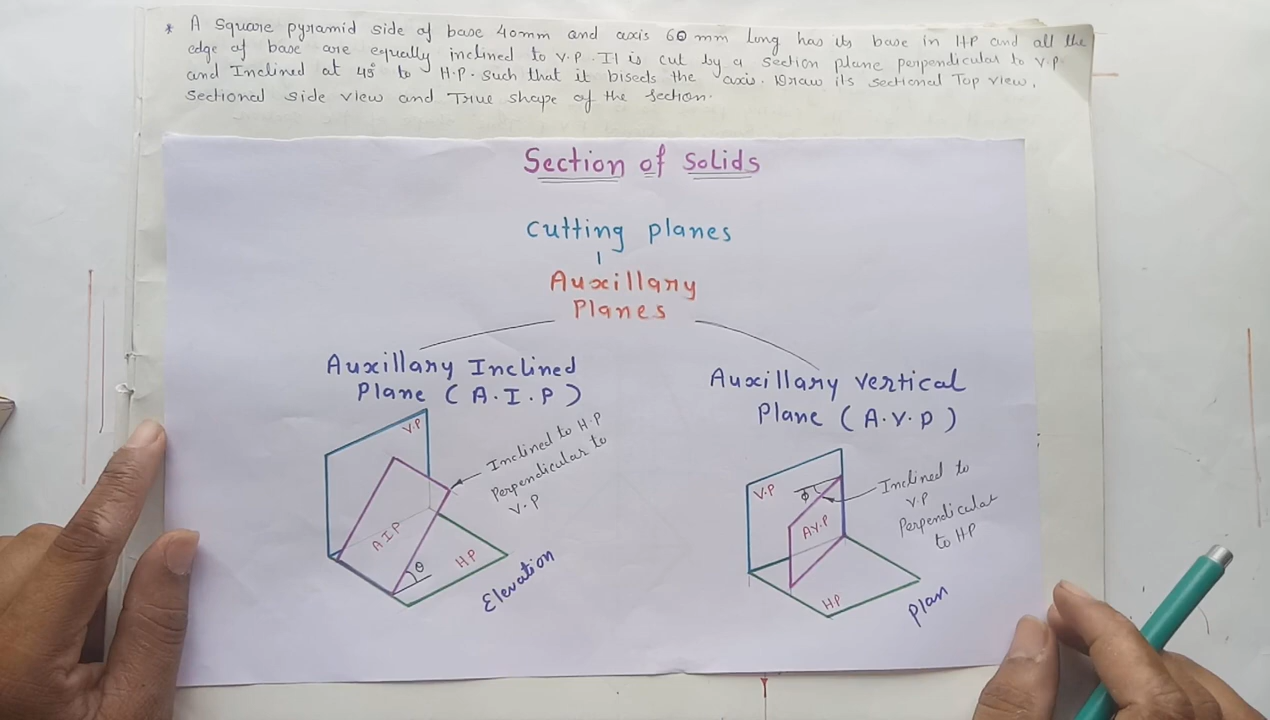 * A Square pyramid side of base 40mm and axis 60mm Long has its base in H.P and all the
edge of base are equally inclined to V.P. It is cut by a section plane perpendicular to V.P.
and Inclined at 45° to H.P. such that it bisects the axis. Draw its sectional Top view,
Sectional side view and True shape of the section.
Section of Solids
Cutting planes
Auxillary
Planes
Auxillary Inclined
Plane (A.I.P)
Auxillary vertical
Plane (A.V.P)
V.P
Inclined to H.P
Perpendicular to
V.P
A I P
θ
H P
Elevation
V.P
Φ
A.V.P
Inclined to
V.P
Perpendicular
to HP
HP
Plan